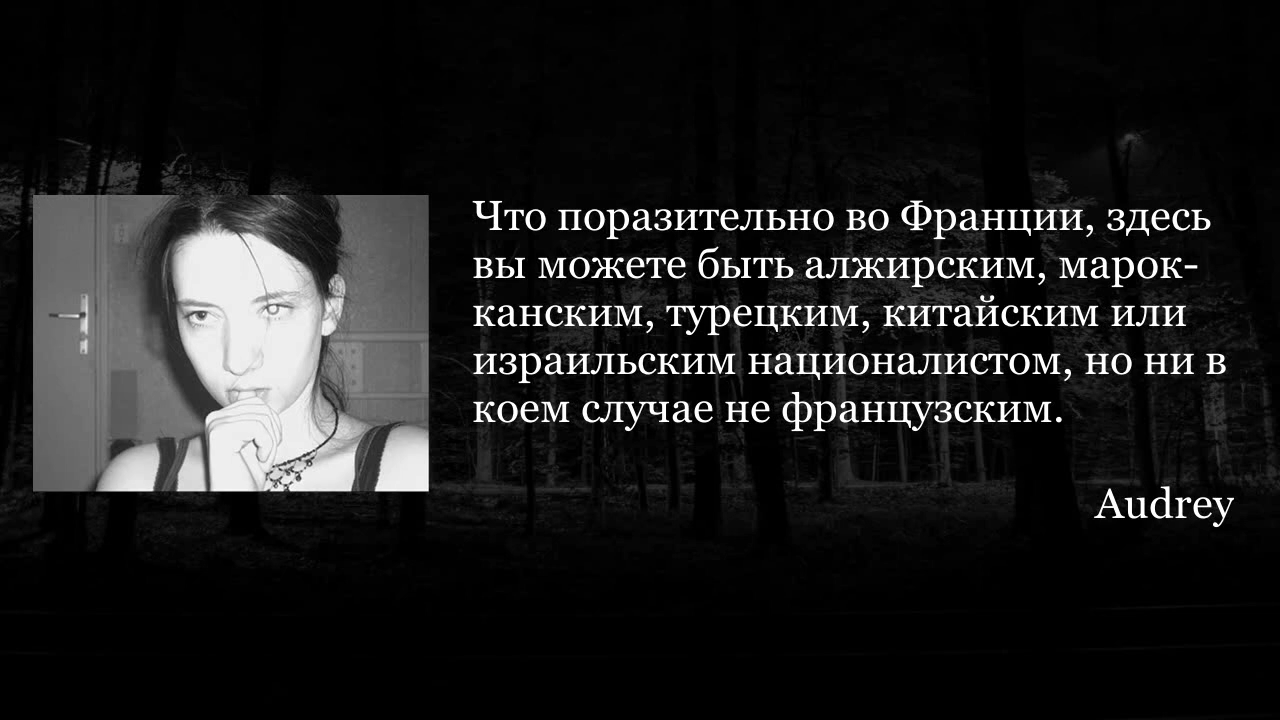 Что поразительно во Франции, здесь
вы можете быть алжирским, марок-
канским, турецким, китайским или
израильским националистом, но ни в
коем случае не французским.
Audrey